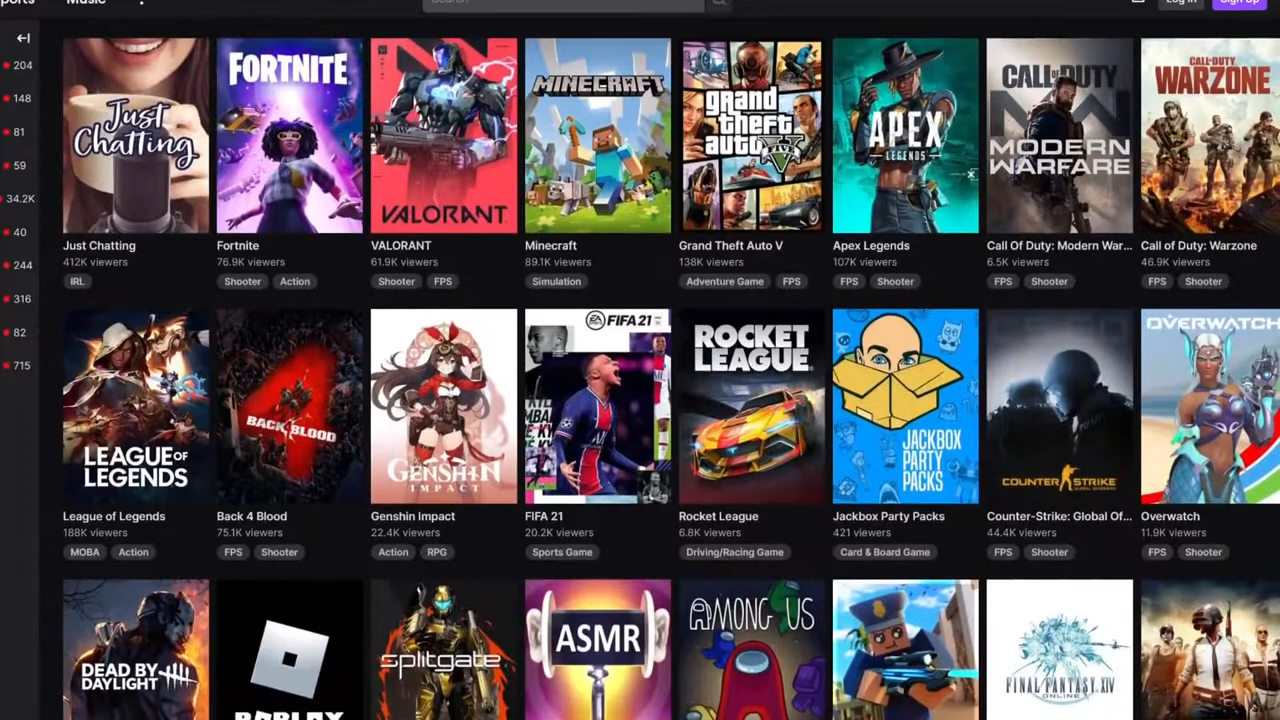 Music
Search
Log In
Sign Up
204
148
81
59
34.2K
40
244
316
82
715
Just
Chatting
FORTNITE
VALORANT
MINECRAFT
grand
theft
auto
V
APEX
LEGENDS
CALL OF DUTY
MODERN
WARFARE
CALL OF DUTY
WARZONE
Just Chatting
Fortnite
VALORANT
Minecraft
Grand Theft Auto V
Apex Legends
Call Of Duty: Modern War...
Call of Duty: Warzone
412K viewers
76.9K viewers
61.9K viewers
89.1K viewers
138K viewers
107K viewers
6.5K viewers
46.9K viewers
IRL
Shooter Action
Shooter FPS
Simulation
Adventure Game FPS
FPS Shooter
FPS Shooter
FPS Shooter
LEAGUE OF
LEGENDS
BACK 4 BLOOD
GENSHIN
IMPACT
EA SPORTS FIFA 21
ROCKET
LEAGUE
JACKBOX
PARTY
PACKS
COUNTER STRIKE
GLOBAL OFFENSIVE
OVERWATCH
League of Legends
Back 4 Blood
Genshin Impact
FIFA 21
Rocket League
Jackbox Party Packs
Counter-Strike: Global Of...
Overwatch
188K viewers
75.1K viewers
22.4K viewers
20.2K viewers
6.8K viewers
421 viewers
44.4K viewers
11.9K viewers
MOBA Action
FPS Shooter
Action RPG
Sports Game
Driving/Racing Game
Card & Board Game
FPS Shooter
FPS Shooter
DEAD BY
DAYLIGHT
ROBLOX
splitgate
ASMR
AMONG US
FINAL FANTASY XIV
ONLINE